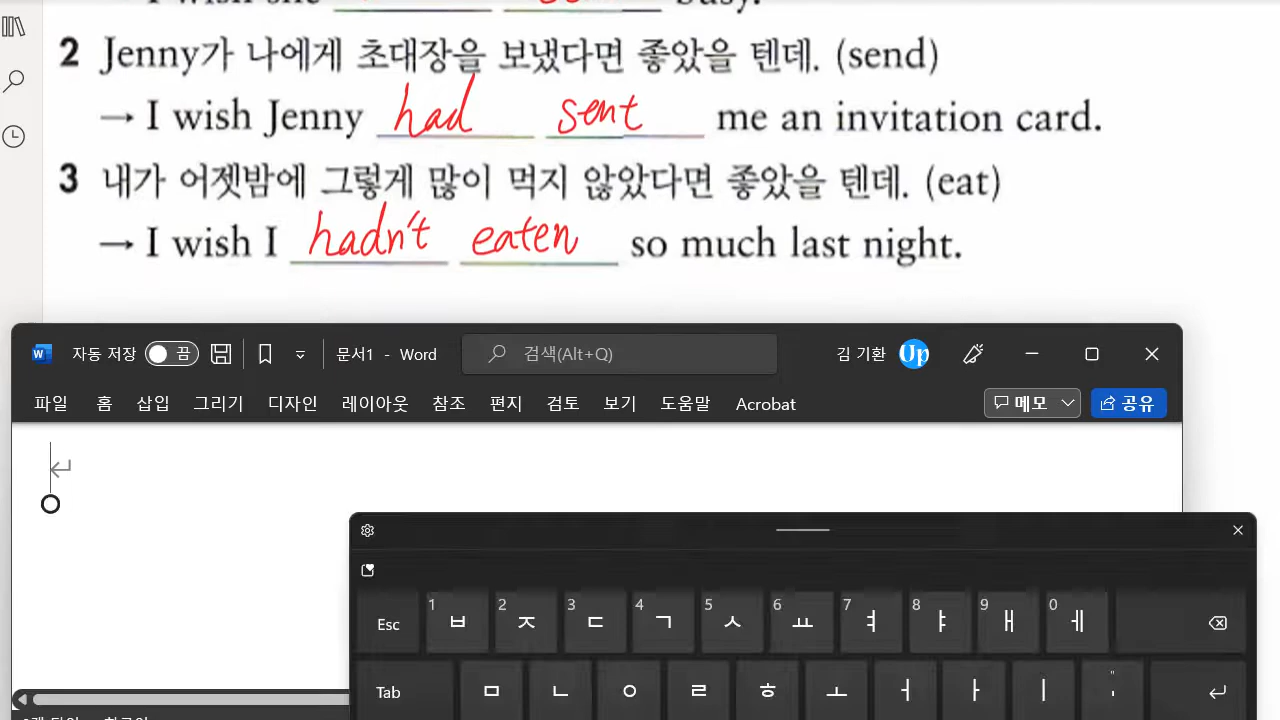 busy.
2 Jenny가 나에게 초대장을 보냈다면 좋았을 텐데. (send)
→ I wish Jenny had sent me an invitation card.
3 내가 어젯밤에 그렇게 많이 먹지 않았다면 좋았을 텐데. (eat)
→ I wish I hadn't eaten so much last night.
자동 저장 끔 문서1 - Word 검색(Alt+Q) 김 기환 Up
파일 홈 삽입 그리기 디자인 레이아웃 참조 편지 검토 보기 도움말 Acrobat 메모 공유
Esc 1 ㅂ 2 ㅈ 3 ㄷ 4 ㄱ 5 ㅅ 6 ㅛ 7 ㅕ 8 ㅑ 9 ㅐ 0 ㅔ
Tab ㅁ ㄴ ㅇ ㄹ ㅎ ㅗ ㅓ ㅏ ㅣ " '